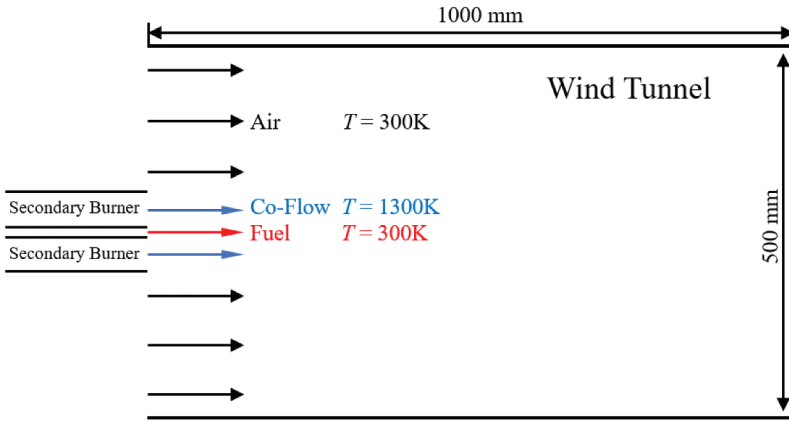 1000 mm
Wind Tunnel
Air T = 300K
Secondary Burner Co-Flow T = 1300K
Fuel T = 300K
Secondary Burner
500 mm